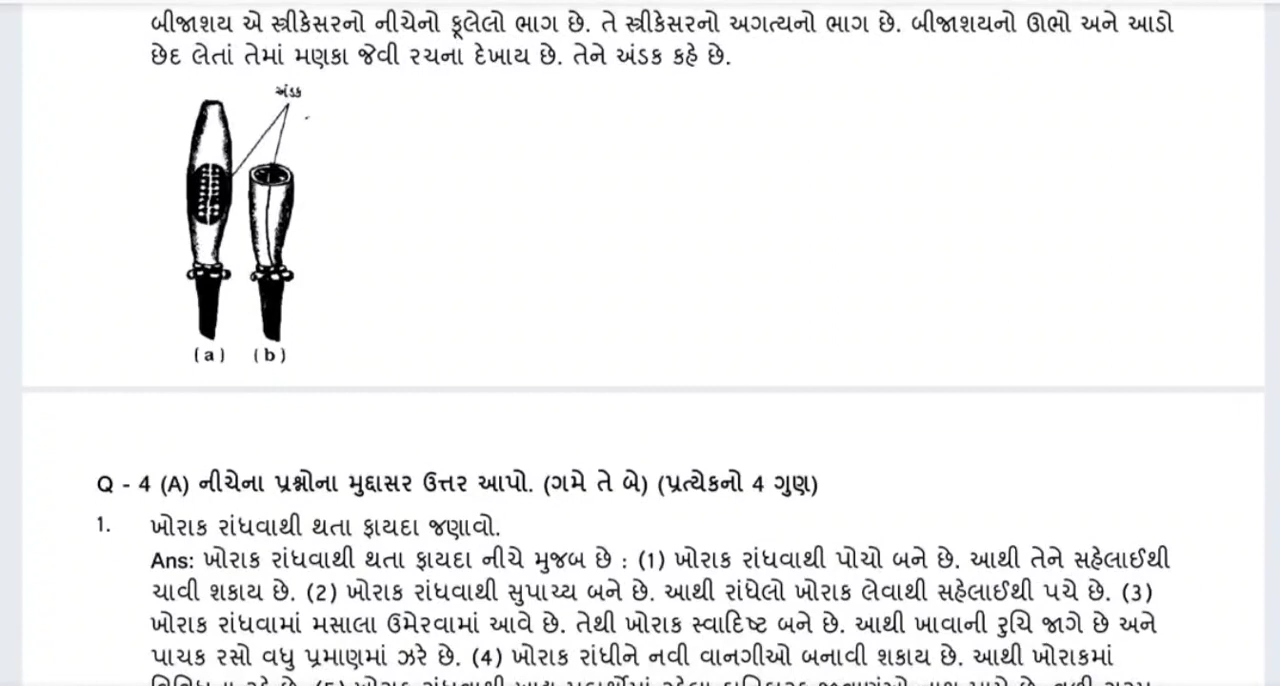 બીજાશય એ સ્ત્રીકેસરનો નીચેનો ફૂલેલો ભાગ છે. તે સ્ત્રીકેસરનો અગત્યનો ભાગ છે. બીજાશયનો ઊભો અને આડો
છેદ લેતાં તેમાં મણકા જેવી રચના દેખાય છે. તેને અંડક કહે છે.
અંડક
(a) (b)
Q - 4 (A) નીચેના પ્રશ્નોના મુદ્દાસર ઉત્તર આપો. (ગમે તે બે) (પ્રત્યેકનો 4 ગુણ)
1. ખોરાક રાંધવાથી થતા ફાયદા જણાવો.
Ans: ખોરાક રાંધવાથી થતા ફાયદા નીચે મુજબ છે : (1) ખોરાક રાંધવાથી પોચો બને છે. આથી તેને સહેલાઈથી
ચાવી શકાય છે. (2) ખોરાક રાંધવાથી સુપાચ્ય બને છે. આથી રાંધેલો ખોરાક લેવાથી સહેલાઈથી પચે છે. (3)
ખોરાક રાંધવામાં મસાલા ઉમેરવામાં આવે છે. તેથી ખોરાક સ્વાદિષ્ટ બને છે. આથી ખાવાની રુચિ જાગે છે અને
પાચક રસો વધુ પ્રમાણમાં ઝરે છે. (4) ખોરાક રાંધીને નવી વાનગીઓ બનાવી શકાય છે. આથી ખોરાકમાં